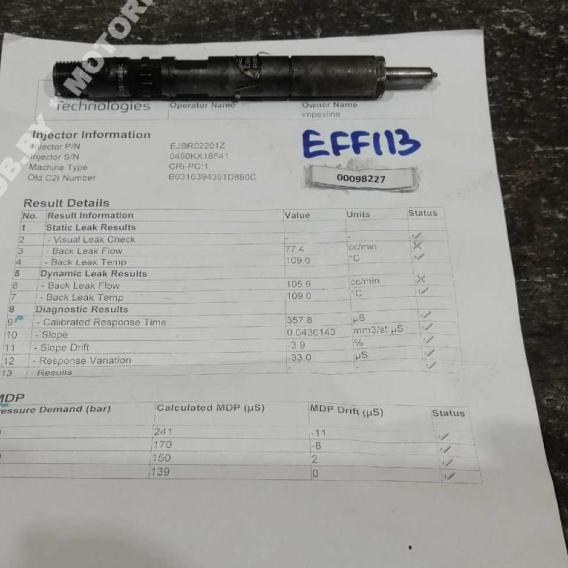 Technologies Operator Name Owner Name
impexline
Injector Information
Injector P/N EJBR02201Z
Injector S/N 0460KX18F41
Machine Type CRi-PC:1
Old C2I Number B0310394301D880C
EFF113
00098227
Result Details
No. Result Information Value Units Status
1 Static Leak Results
2 - Visual Leak Check - - ✓
3 - Back Leak Flow 77.4 cc/min ✕
4 - Back Leak Temp 109.0 °C ✓
5 Dynamic Leak Results
6 - Back Leak Flow 105.6 cc/min ✕
7 - Back Leak Temp 109.0 °C ✓
8 Diagnostic Results
9 - Calibrated Response Time 357.8 µS ✓
10 - Slope 0.0430143 mm3/st µS ✓
11 - Slope Drift -3.9 % ✓
12 - Response Variation -33.0 µS ✓
13 - Results - - ✓
MDP
Pressure Demand (bar) Calculated MDP (µS) MDP Drift (µS) Status
241 -11 ✓
170 -8 ✓
150 2 ✓
139 0 ✓